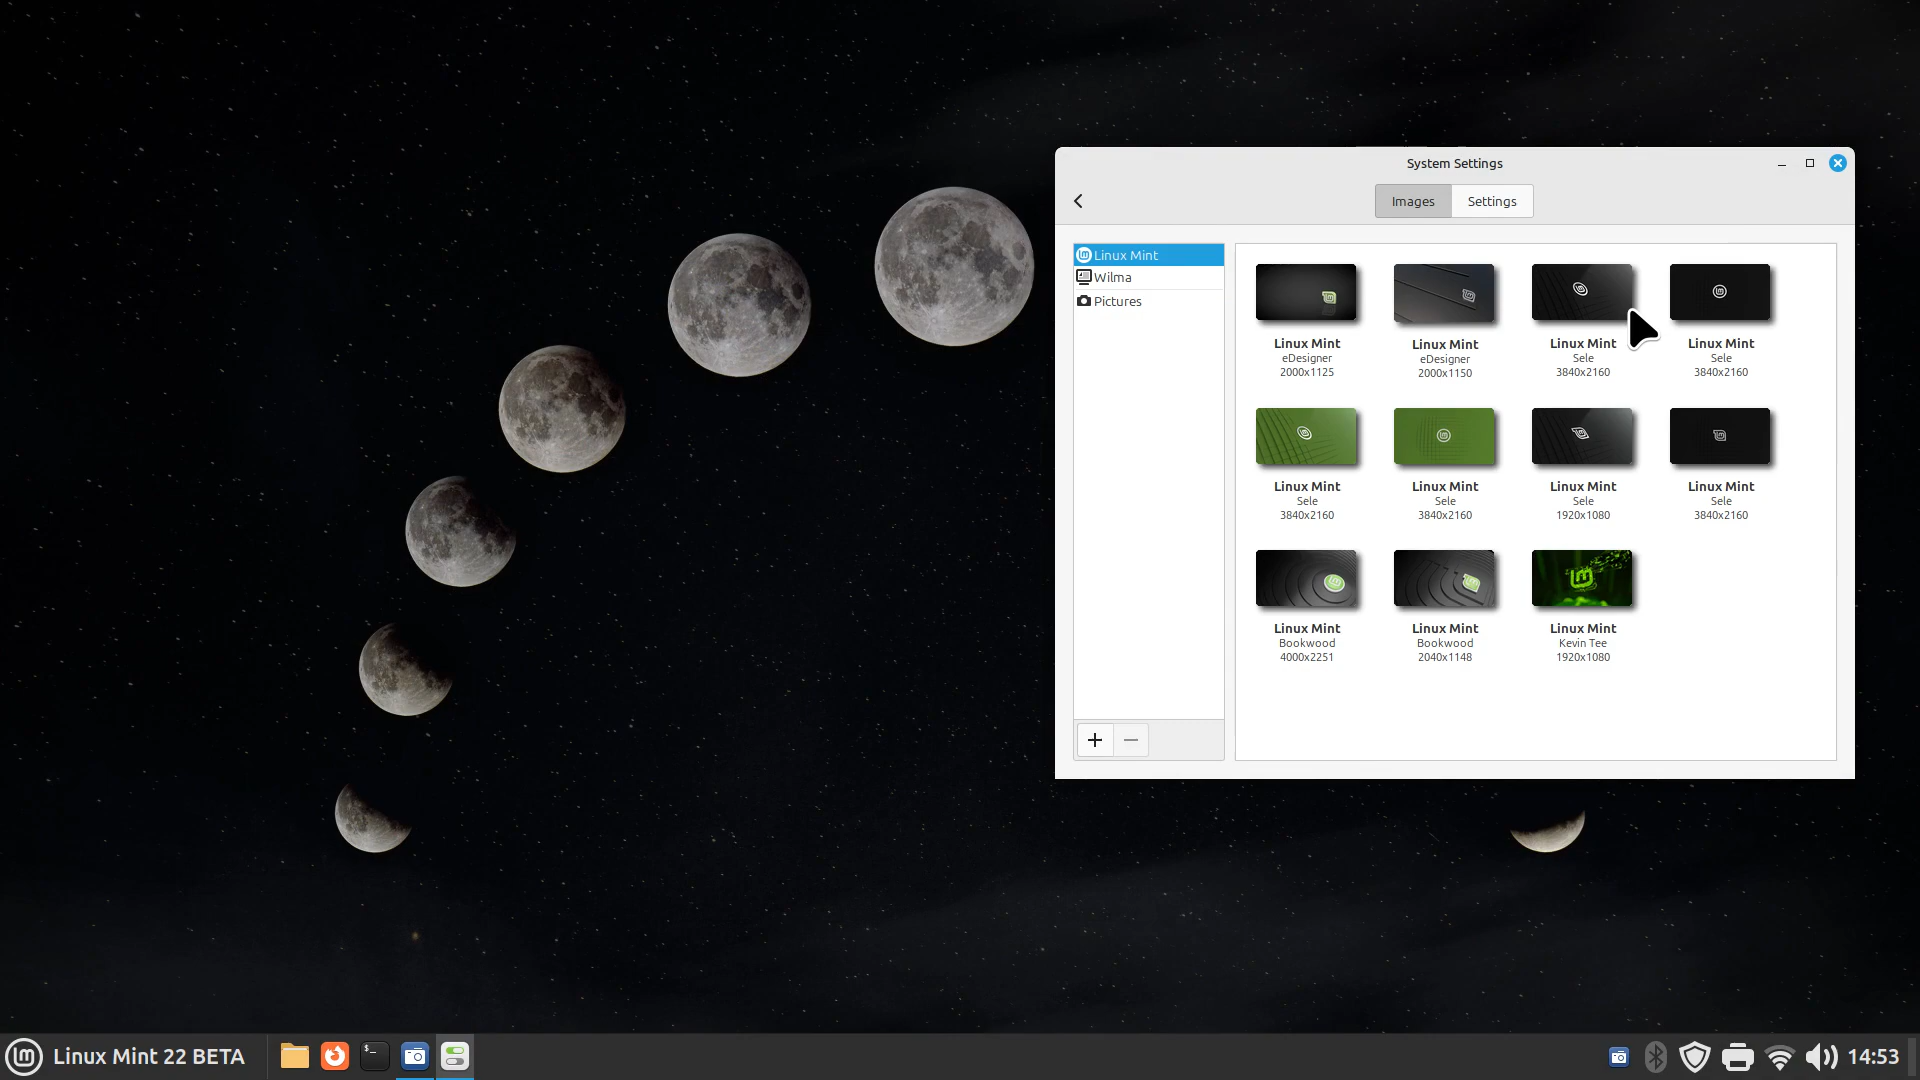 System Settings
Images
Settings
Linux Mint
Wilma
Pictures
Linux Mint
eDesigner
2000x1125
Linux Mint
eDesigner
2000x1150
Linux Mint
Sele
3840x2160
Linux Mint
Sele
3840x2160
Linux Mint
Sele
3840x2160
Linux Mint
Sele
3840x2160
Linux Mint
Sele
1920x1080
Linux Mint
Sele
3840x2160
Linux Mint
Bookwood
4000x2251
Linux Mint
Bookwood
2040x1148
Linux Mint
Kevin Tee
1920x1080
Linux Mint 22 BETA
14:53